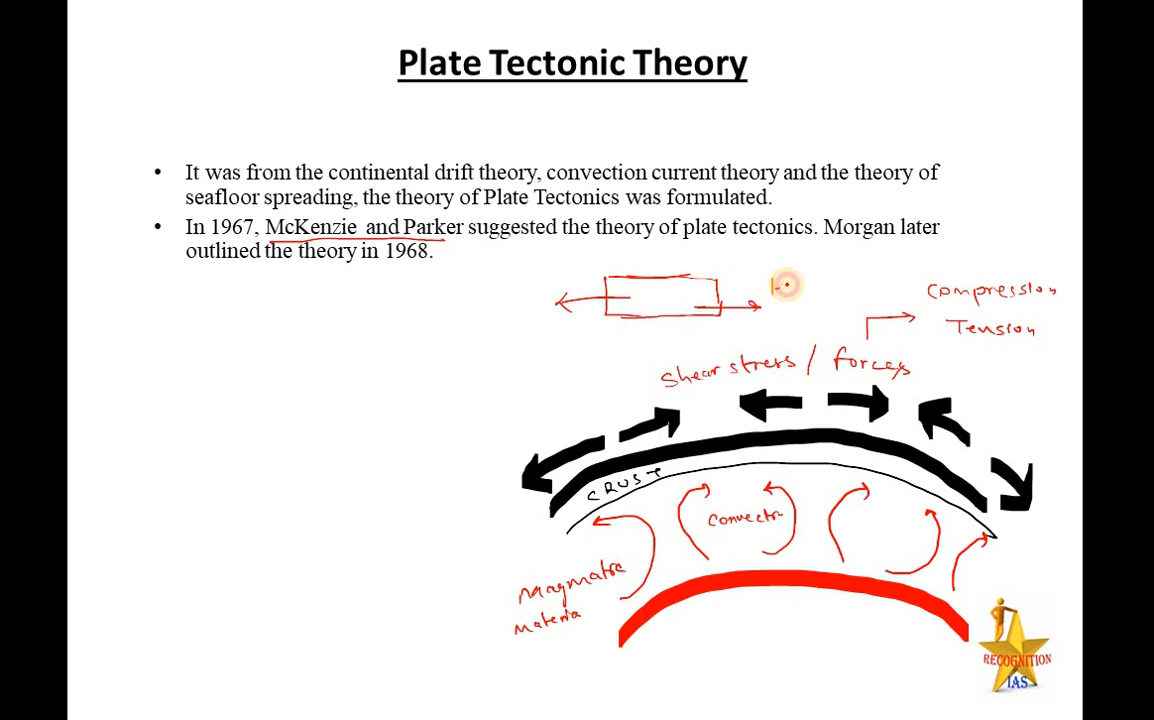 Plate Tectonic Theory
• It was from the continental drift theory, convection current theory and the theory of
seafloor spreading, the theory of Plate Tectonics was formulated.
• In 1967, McKenzie and Parker suggested the theory of plate tectonics. Morgan later
outlined the theory in 1968.
Compression
Tension
Shear stress / forces
CRUST
Convectn
Magmatic
Materia
RECOGNITION
IAS